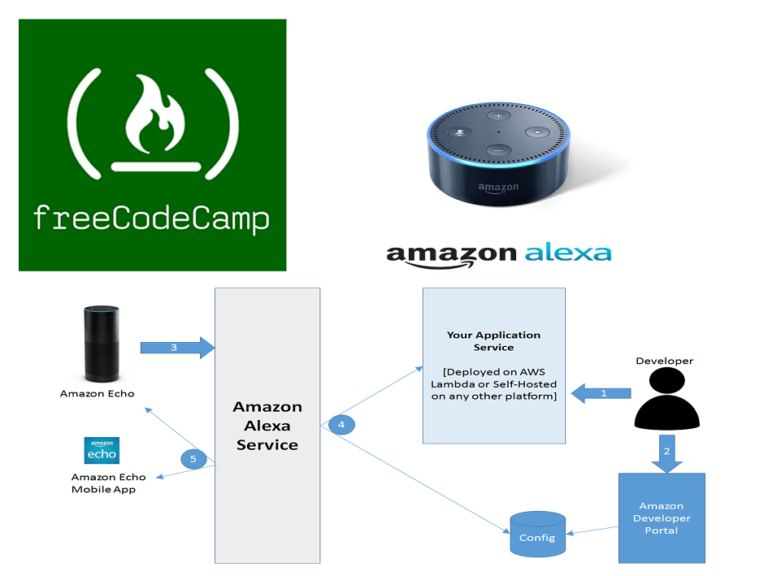 freeCodeCamp
amazon
amazon alexa
Amazon Echo
3
amazon
echo
Amazon Echo
Mobile App
5
Amazon
Alexa
Service
4
Your Application
Service
[Deployed on AWS
Lambda or Self-Hosted
on any other platform]
Developer
1
2
Amazon
Developer
Portal
Config